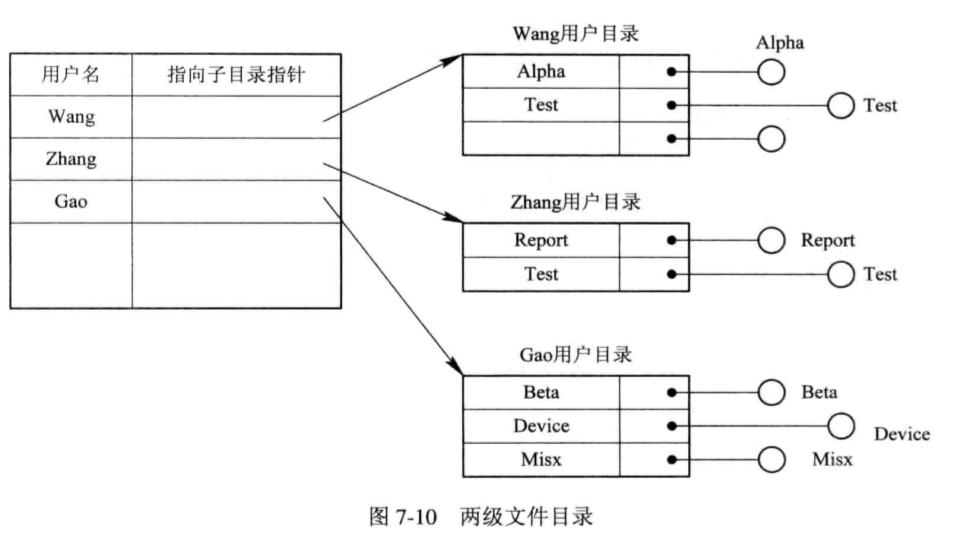 用户名 指向子目录指针
Wang
Zhang
Gao
Wang用户目录
Alpha Alpha
Test Test
Zhang用户目录
Report Report
Test Test
Gao用户目录
Beta Beta
Device Device
Misx Misx
图 7-10 两级文件目录